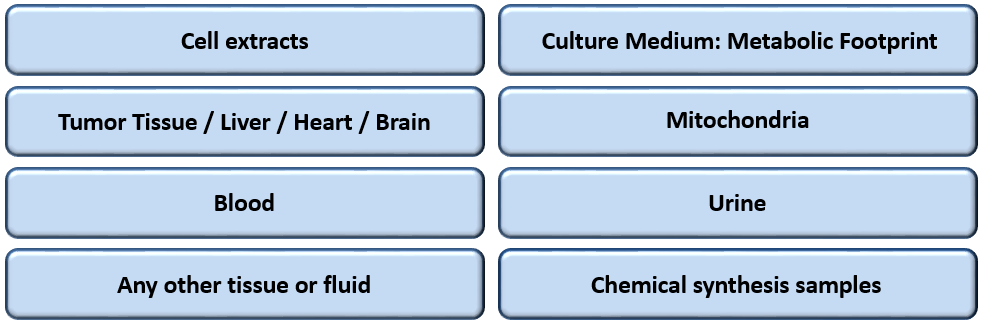 Cell extracts
Culture Medium: Metabolic Footprint
Tumor Tissue / Liver / Heart / Brain
Mitochondria
Blood
Urine
Any other tissue or fluid
Chemical synthesis samples